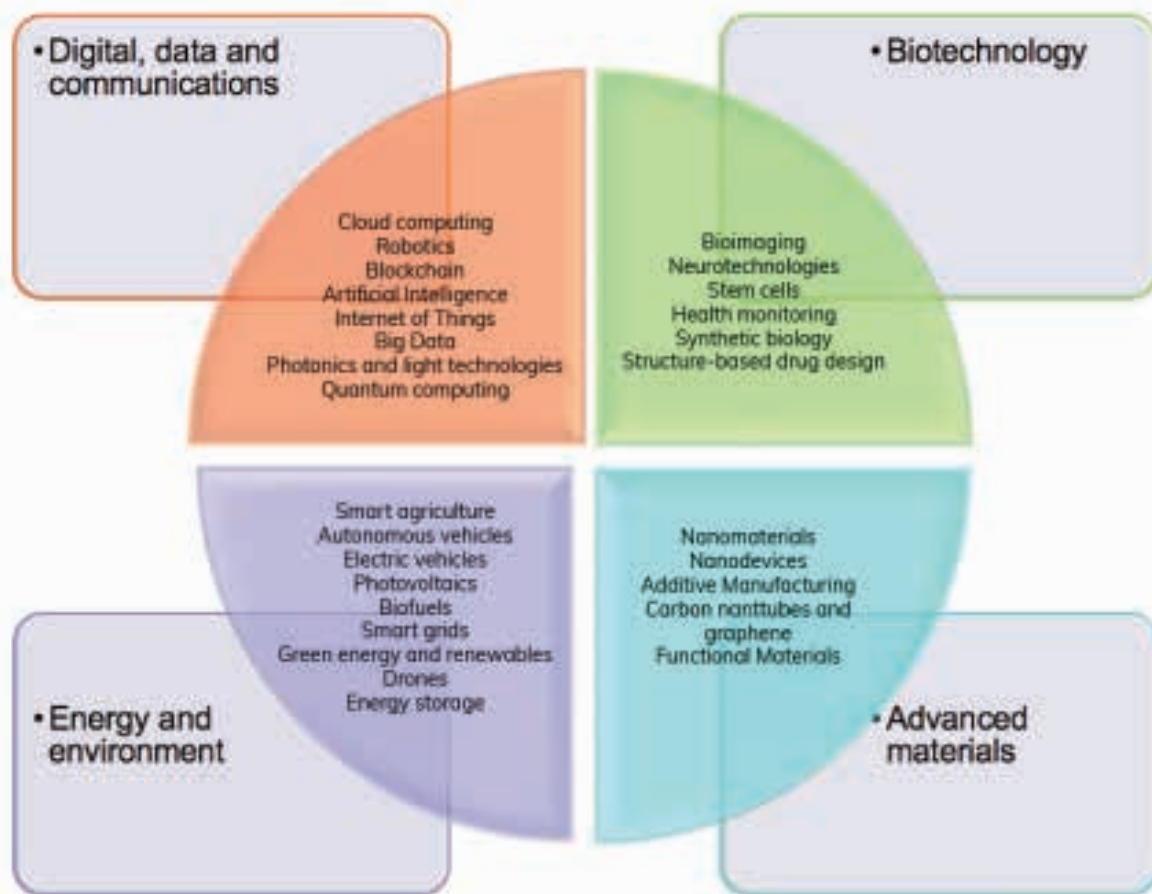 • Digital, data and
communications
Cloud computing
Robotics
Blockchain
Artificial Intelligence
Internet of Things
Big Data
Photonics and light technologies
Quantum computing
• Biotechnology
Bioimaging
Neurotechnologies
Stem cells
Health monitoring
Synthetic biology
Structure-based drug design
Smart agriculture
Autonomous vehicles
Electric vehicles
Photovoltaics
Biofuels
Smart grids
Green energy and renewables
Drones
Energy storage
• Energy and
environment
Nanomaterials
Nanodevices
Additive Manufacturing
Carbon nanttubes and
graphene
Functional Materials
• Advanced
materials